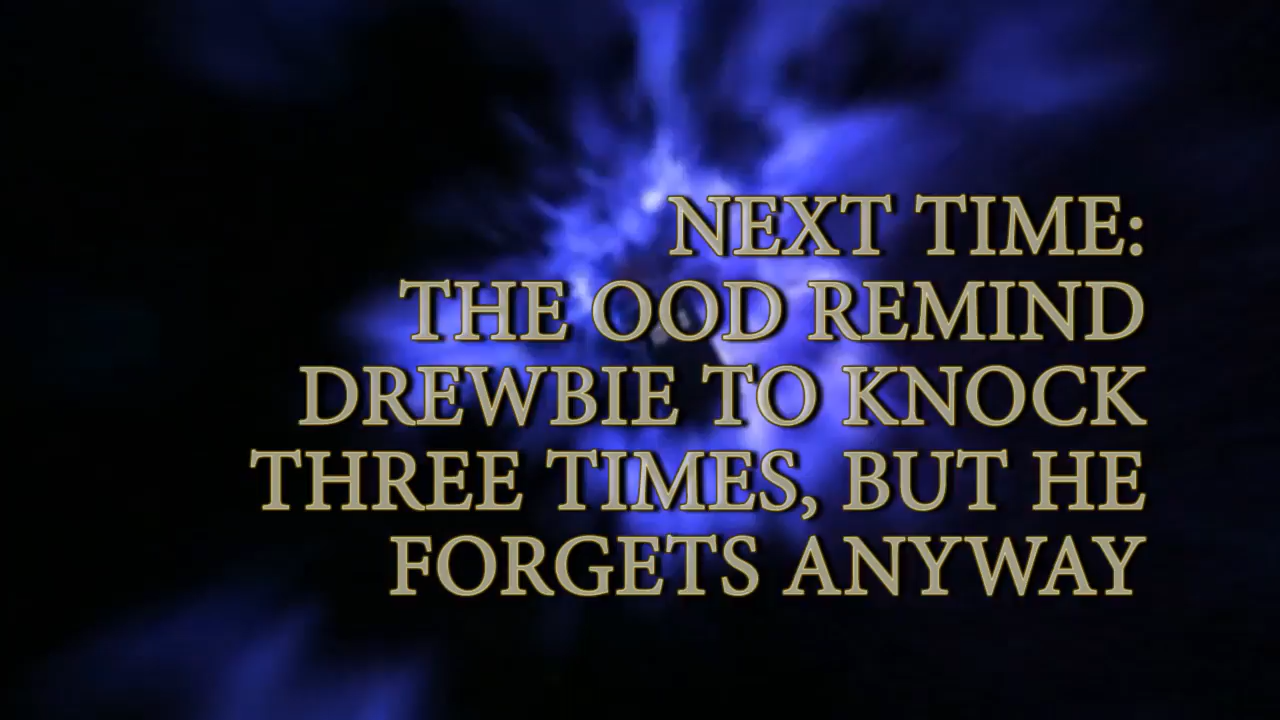 NEXT TIME:
THE OOD REMIND
DREWBIE TO KNOCK
THREE TIMES, BUT HE
FORGETS ANYWAY